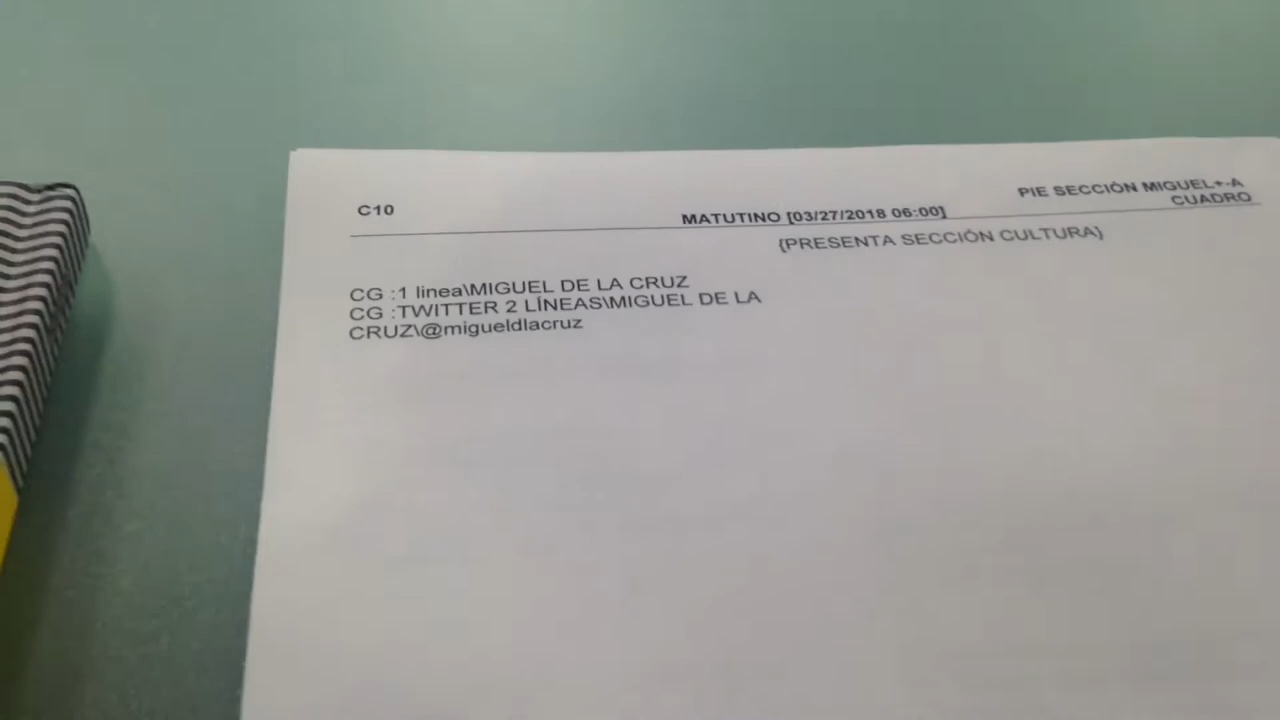 C10
MATUTINO [03/27/2018 06:00]
PIE SECCIÓN MIGUEL+-A
CUADRO
{PRESENTA SECCIÓN CULTURA}
CG :1 linea\MIGUEL DE LA CRUZ
CG :TWITTER 2 LÍNEAS\MIGUEL DE LA
CRUZ\@migueldlacruz